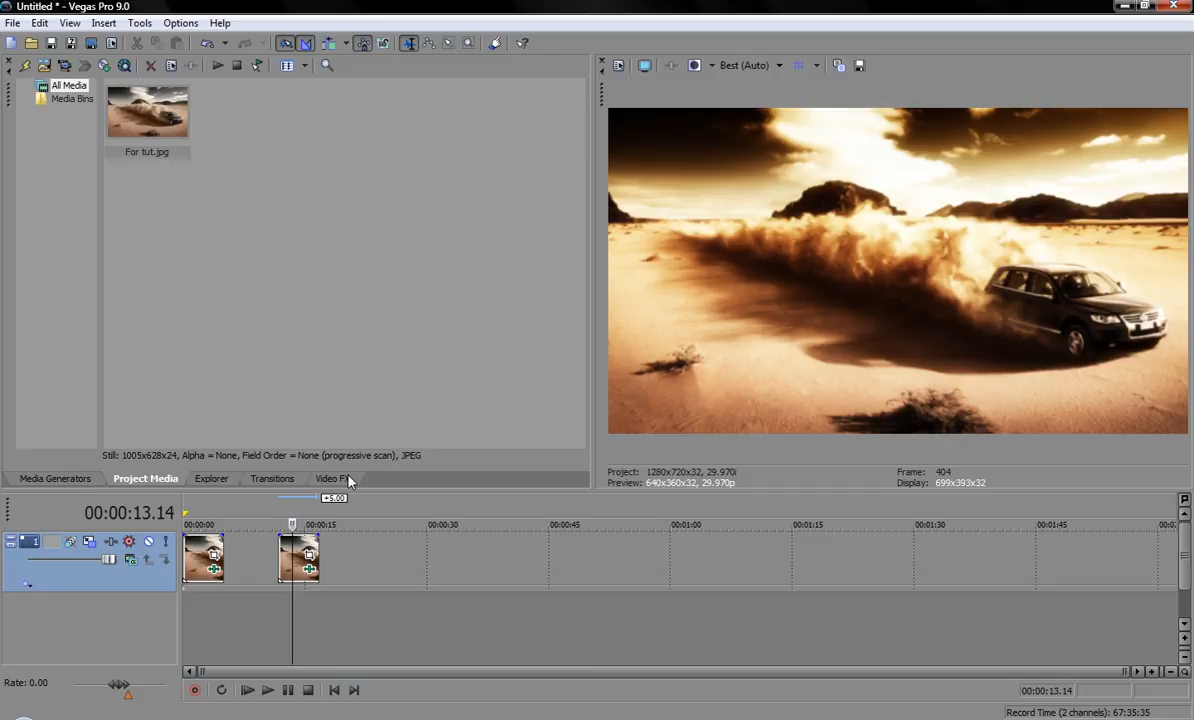 Untitled * - Vegas Pro 9.0
File Edit View Insert Tools Options Help
Best (Auto)
All Media
Media Bins
For tut.jpg
Still: 1005x628x24, Alpha = None, Field Order = None (progressive scan), JPEG
Project: 1280x720x32, 29.970i Frame: 404
Preview: 640x360x32, 29.970p Display: 699x393x32
Media Generators Project Media Explorer Transitions Video FX
+5.00
00:00:13.14
00:00:00 00:00:15 00:00:30 00:00:45 00:01:00 00:01:15 00:01:30 00:01:45
1
Rate: 0.00
00:00:13.14
Record Time (2 channels): 67:35:35